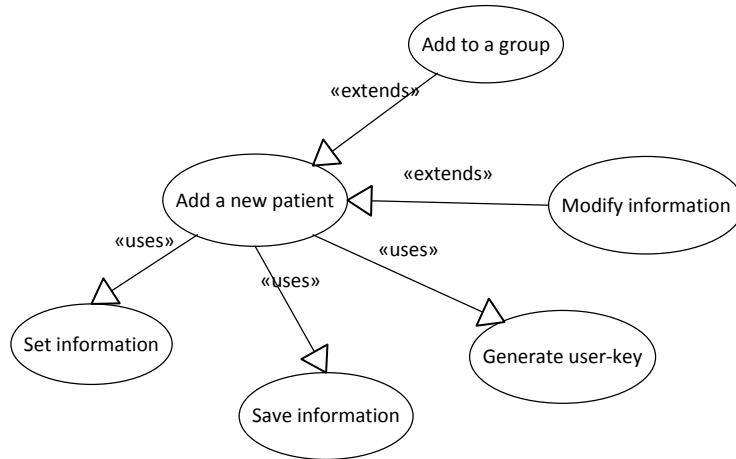 Add to a group
«extends»
«extends»
Add a new patient
Modify information
«uses»
«uses»
«uses»
Set information
Generate user-key
Save information